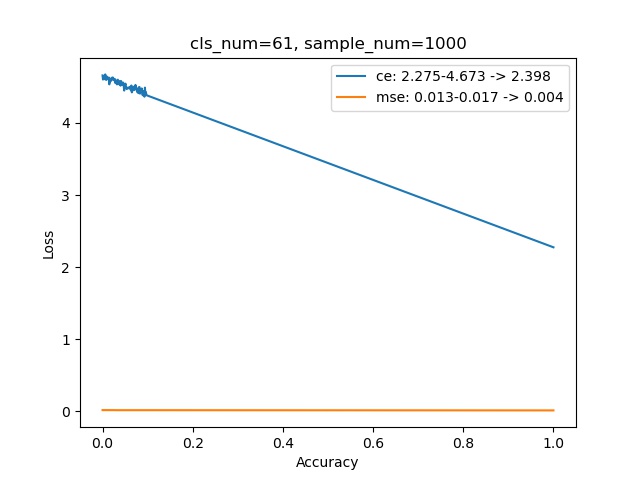 cls_num=61, sample_num=1000
ce: 2.275-4.673 -> 2.398
mse: 0.013-0.017 -> 0.004
Loss
4
3
2
1
0
0.0 0.2 0.4 0.6 0.8 1.0
Accuracy